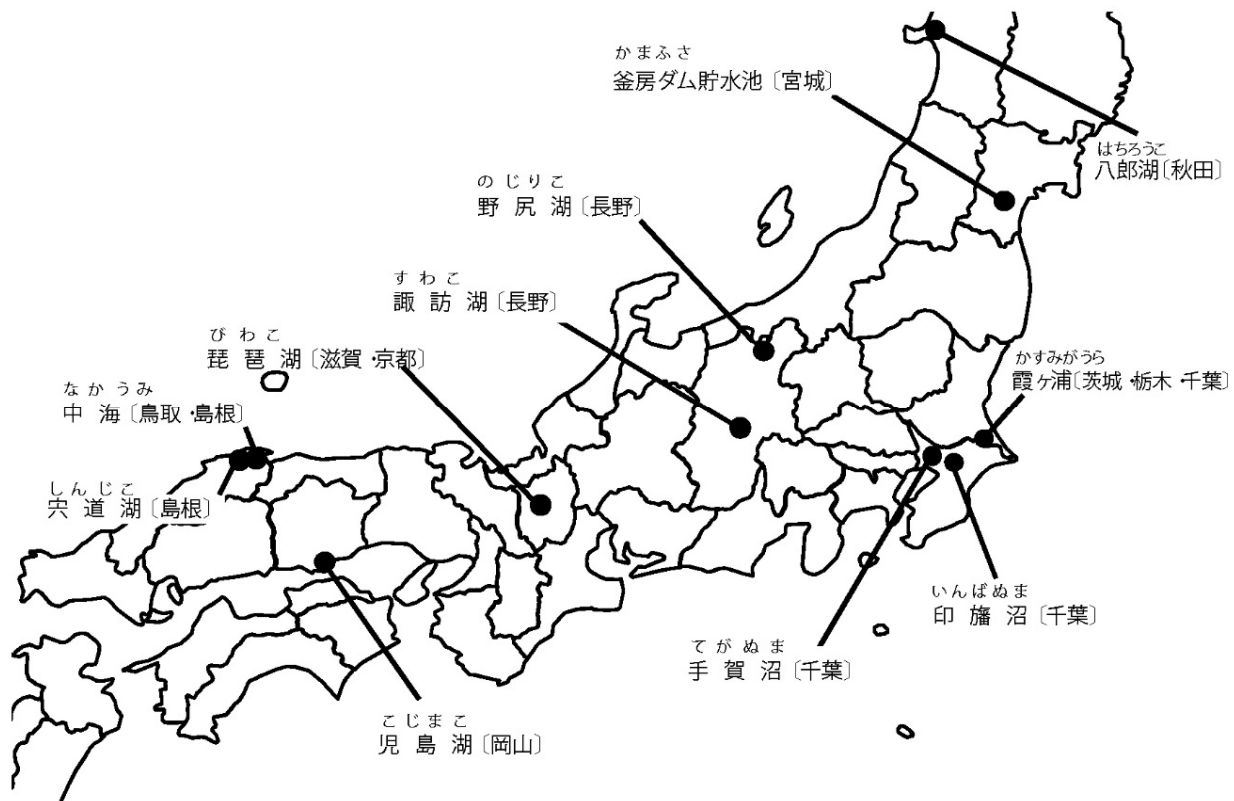 かまふさ
釜房ダム貯水池〔宮城〕
はちろうこ
八郎湖〔秋田〕
のじりこ
野尻湖〔長野〕
すわこ
諏訪湖〔長野〕
びわこ
琵琶湖〔滋賀・京都〕
かすみがうら
霞ヶ浦〔茨城・栃木・千葉〕
なかうみ
中海〔鳥取・島根〕
しんじこ
宍道湖〔島根〕
いんばぬま
印旛沼〔千葉〕
てがぬま
手賀沼〔千葉〕
こじまこ
児島湖〔岡山〕